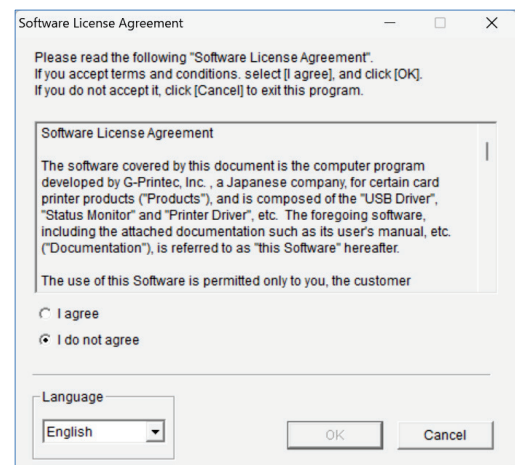 Software License Agreement
Please read the following "Software License Agreement".
If you accept terms and conditions. select [I agree], and click [OK].
If you do not accept it, click [Cancel] to exit this program.
Software License Agreement
The software covered by this document is the computer program
developed by G-Printec, Inc. , a Japanese company, for certain card
printer products ("Products"), and is composed of the "USB Driver",
"Status Monitor" and "Printer Driver", etc. The foregoing software,
including the attached documentation such as its user's manual, etc.
("Documentation"), is referred to as "this Software" hereafter.
The use of this Software is permitted only to you, the customer
I agree
I do not agree
Language
English
OK
Cancel